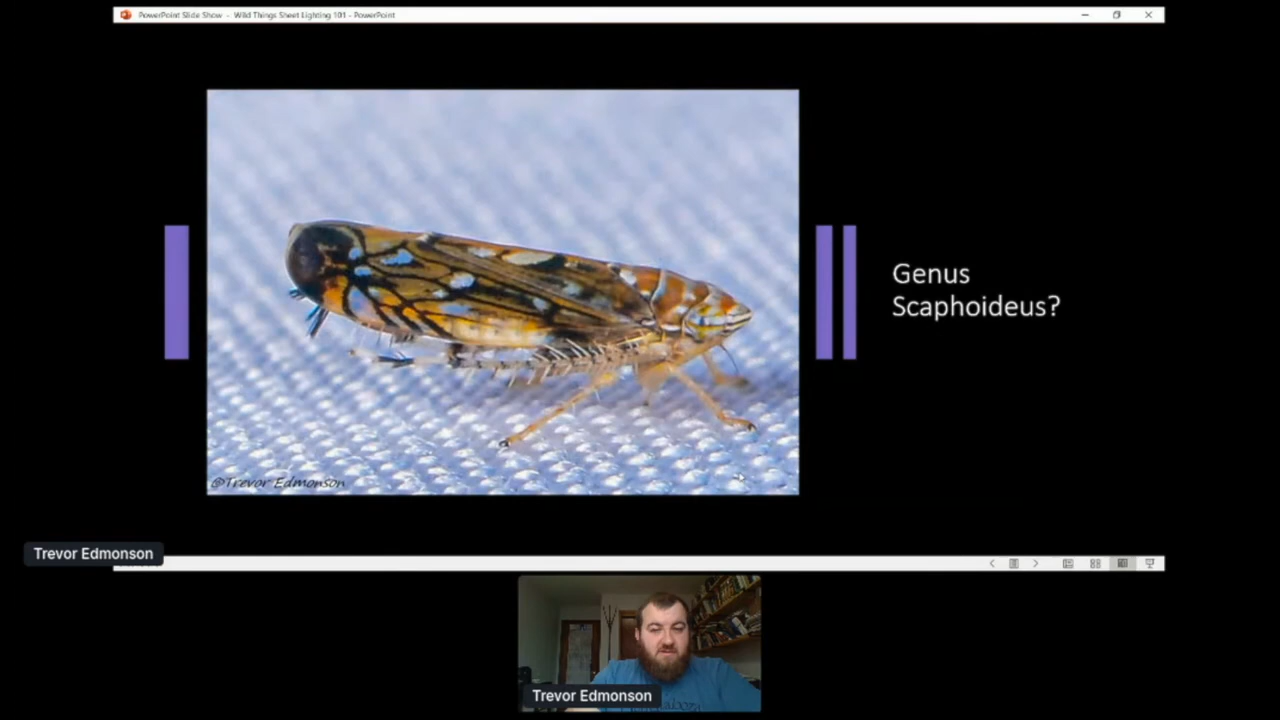 PowerPoint Slide Show - Wild Things Sheet Lighting 101 - PowerPoint
Genus
Scaphoideus?
@Trevor Edmonson
Trevor Edmonson
Trevor Edmonson